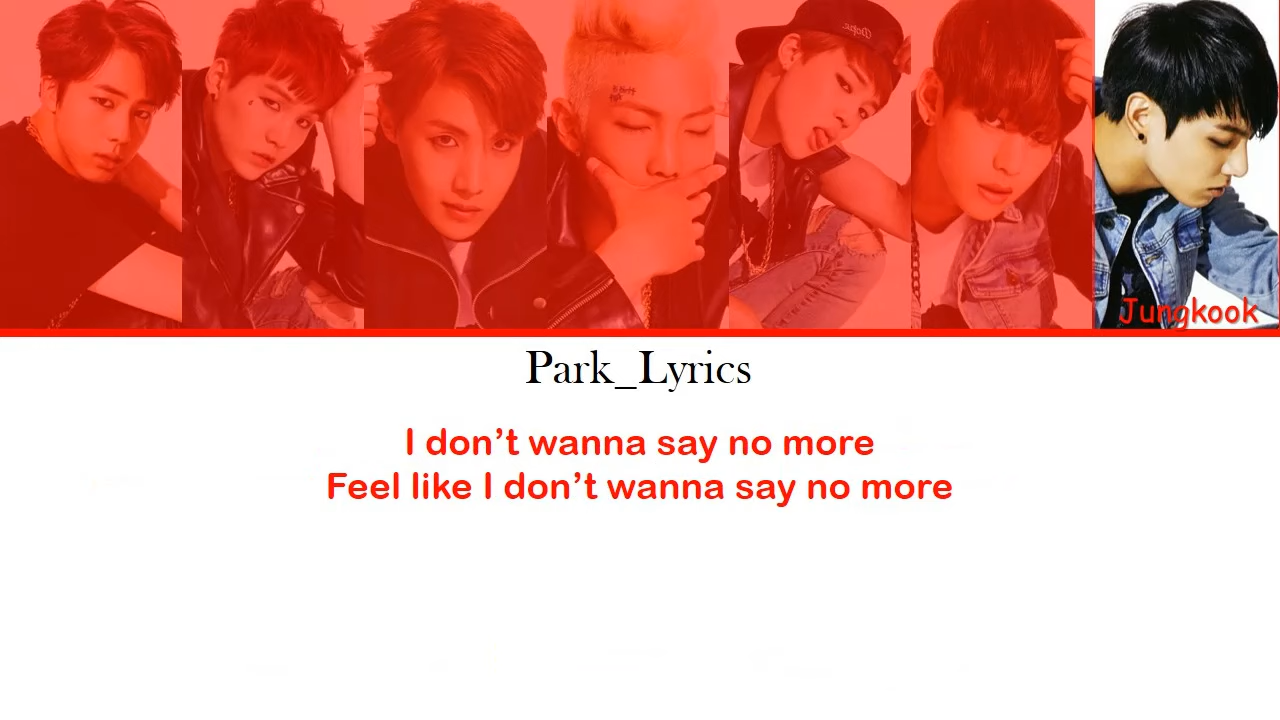 Jungkook
Park_Lyrics
I don’t wanna say no more
Feel like I don’t wanna say no more